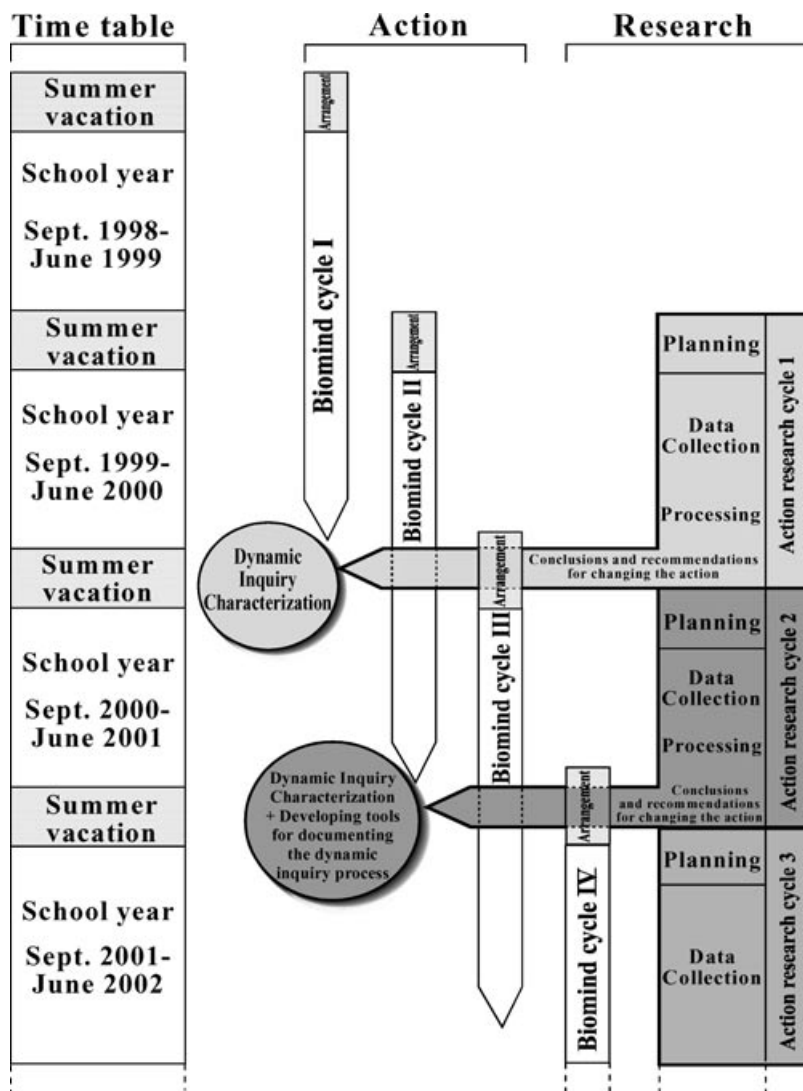 Time table
Action
Research
Summer
vacation
School year
Sept. 1998-
June 1999
Summer
vacation
School year
Sept. 1999-
June 2000
Summer
vacation
School year
Sept. 2000-
June 2001
Summer
vacation
School year
Sept. 2001-
June 2002
Arrangement
Biomind cycle I
Arrangement
Biomind cycle II
Arrangement
Biomind cycle III
Arrangement
Biomind cycle IV
Dynamic
Inquiry
Characterization
Dynamic Inquiry
Characterization
+ Developing tools
for documenting
the dynamic
inquiry process
Planning
Data
Collection
Processing
Conclusions and recommendations
for changing the action
Action research cycle 1
Planning
Data
Collection
Processing
Conclusions
and recommendations
for changing the action
Action research cycle 2
Planning
Data
Collection
Action research cycle 3